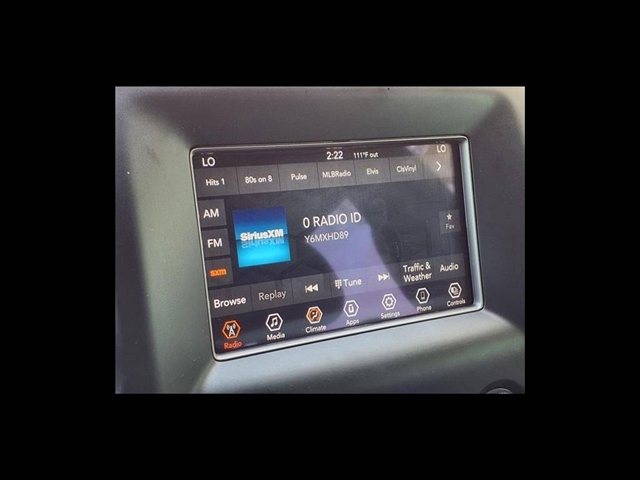 LO 2:22 111°F out LO
Hits 1 80s on 8 Pulse MLBRadio Elvis ClsVinyl
AM
FM
sxm
SiriusXM
0 RADIO ID
Y6MXHD89
Fav
Browse Replay Tune Traffic & Weather Audio
Radio Media Climate Apps Settings Phone Controls